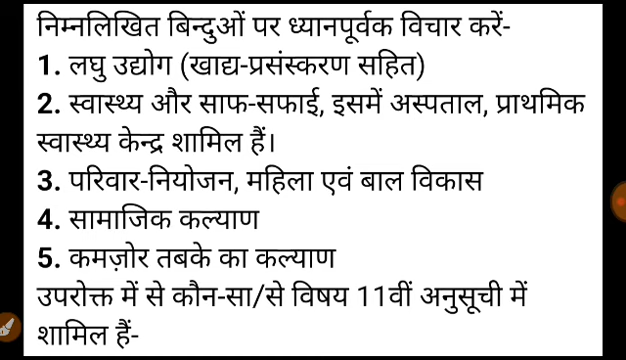 निम्नलिखित बिन्दुओं पर ध्यानपूर्वक विचार करें-
1. लघु उद्योग (खाद्य-प्रसंस्करण सहित)
2. स्वास्थ्य और साफ-सफाई, इसमें अस्पताल, प्राथमिक
स्वास्थ्य केन्द्र शामिल हैं।
3. परिवार-नियोजन, महिला एवं बाल विकास
4. सामाजिक कल्याण
5. कमज़ोर तबके का कल्याण
उपरोक्त में से कौन-सा/से विषय 11वीं अनुसूची में
शामिल हैं-